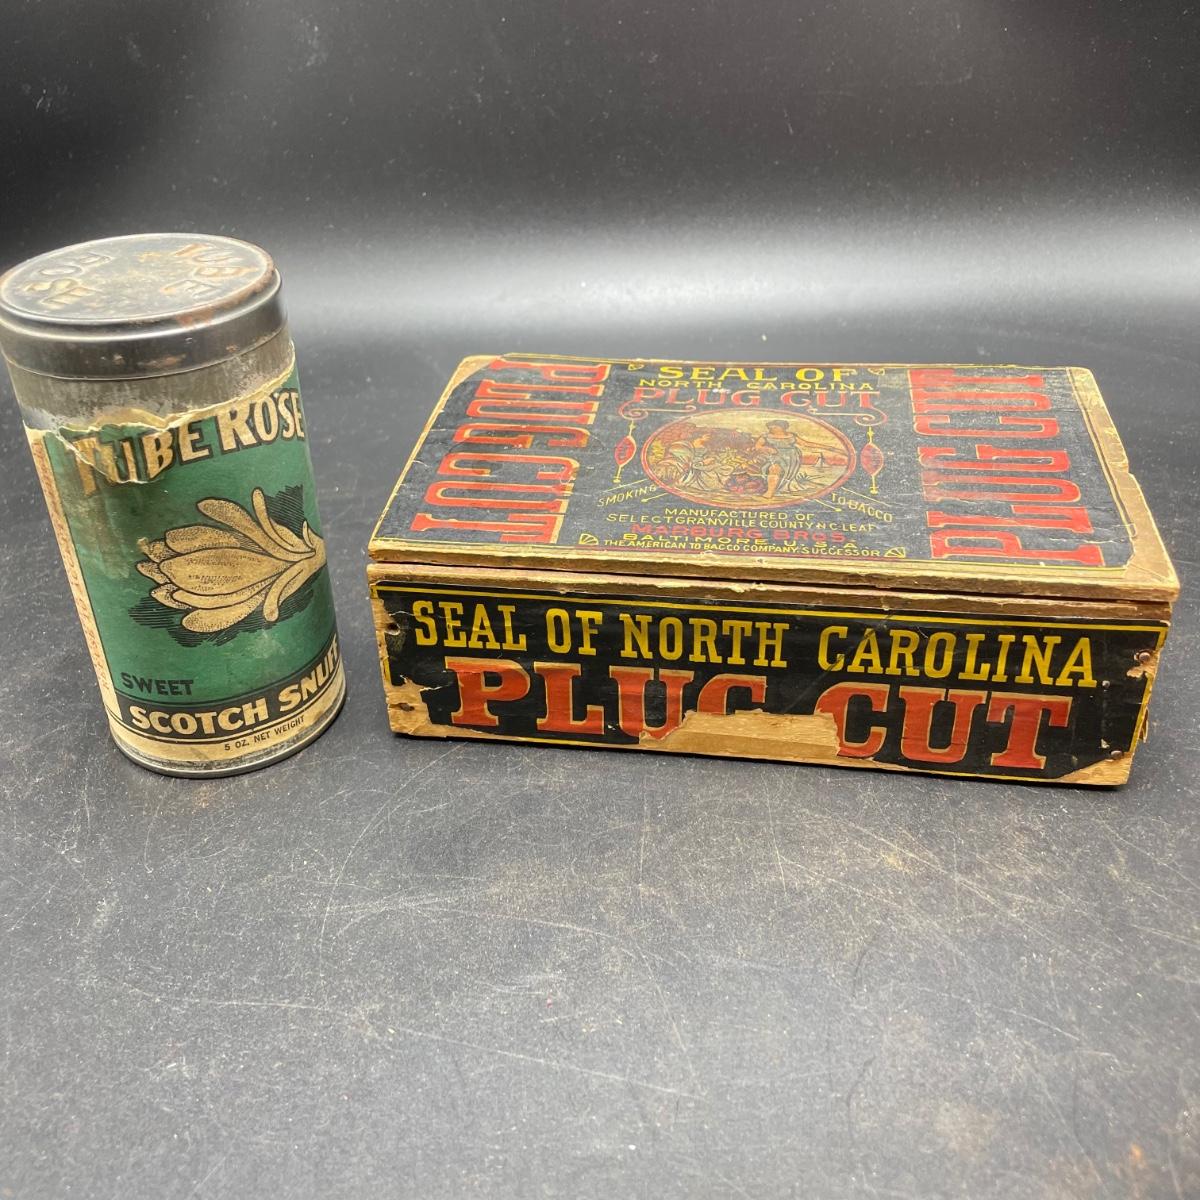 TUBE
ROSE
TUBE ROSE
SWEET
SCOTCH SNUFF
5 OZ. NET WEIGHT
PLUG CUT
SEAL OF
NORTH CAROLINA
PLUG CUT
SMOKING TOBACCO
MANUFACTURED OF
SELECT GRANVILLE COUNTY N C LEAF
MARBURG BROS.
BALTIMORE, U.S.A
THE AMERICAN TOBACCO COMPANY, SUCCESSOR
PLUG CUT
SEAL OF NORTH CAROLINA
PLUG CUT